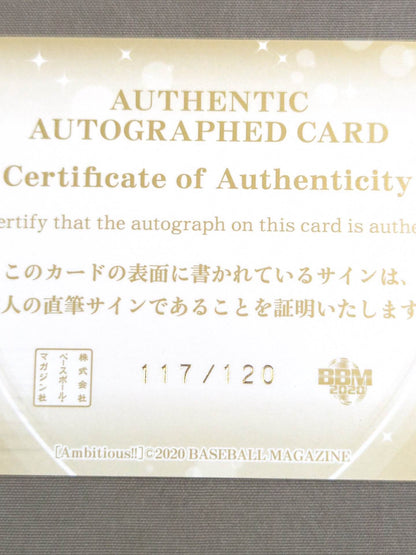 AUTHENTIC
AUTOGRAPHED CARD
Certificate of Authenticity
ertify that the autograph on this card is authe
このカードの表面に書かれているサインは、
人の直筆サインであることを証明いたします
株式会社
ベースボール・
マガジン社
117/120
BBM
2020
[Ambitious!!]©2020 BASEBALL MAGAZINE